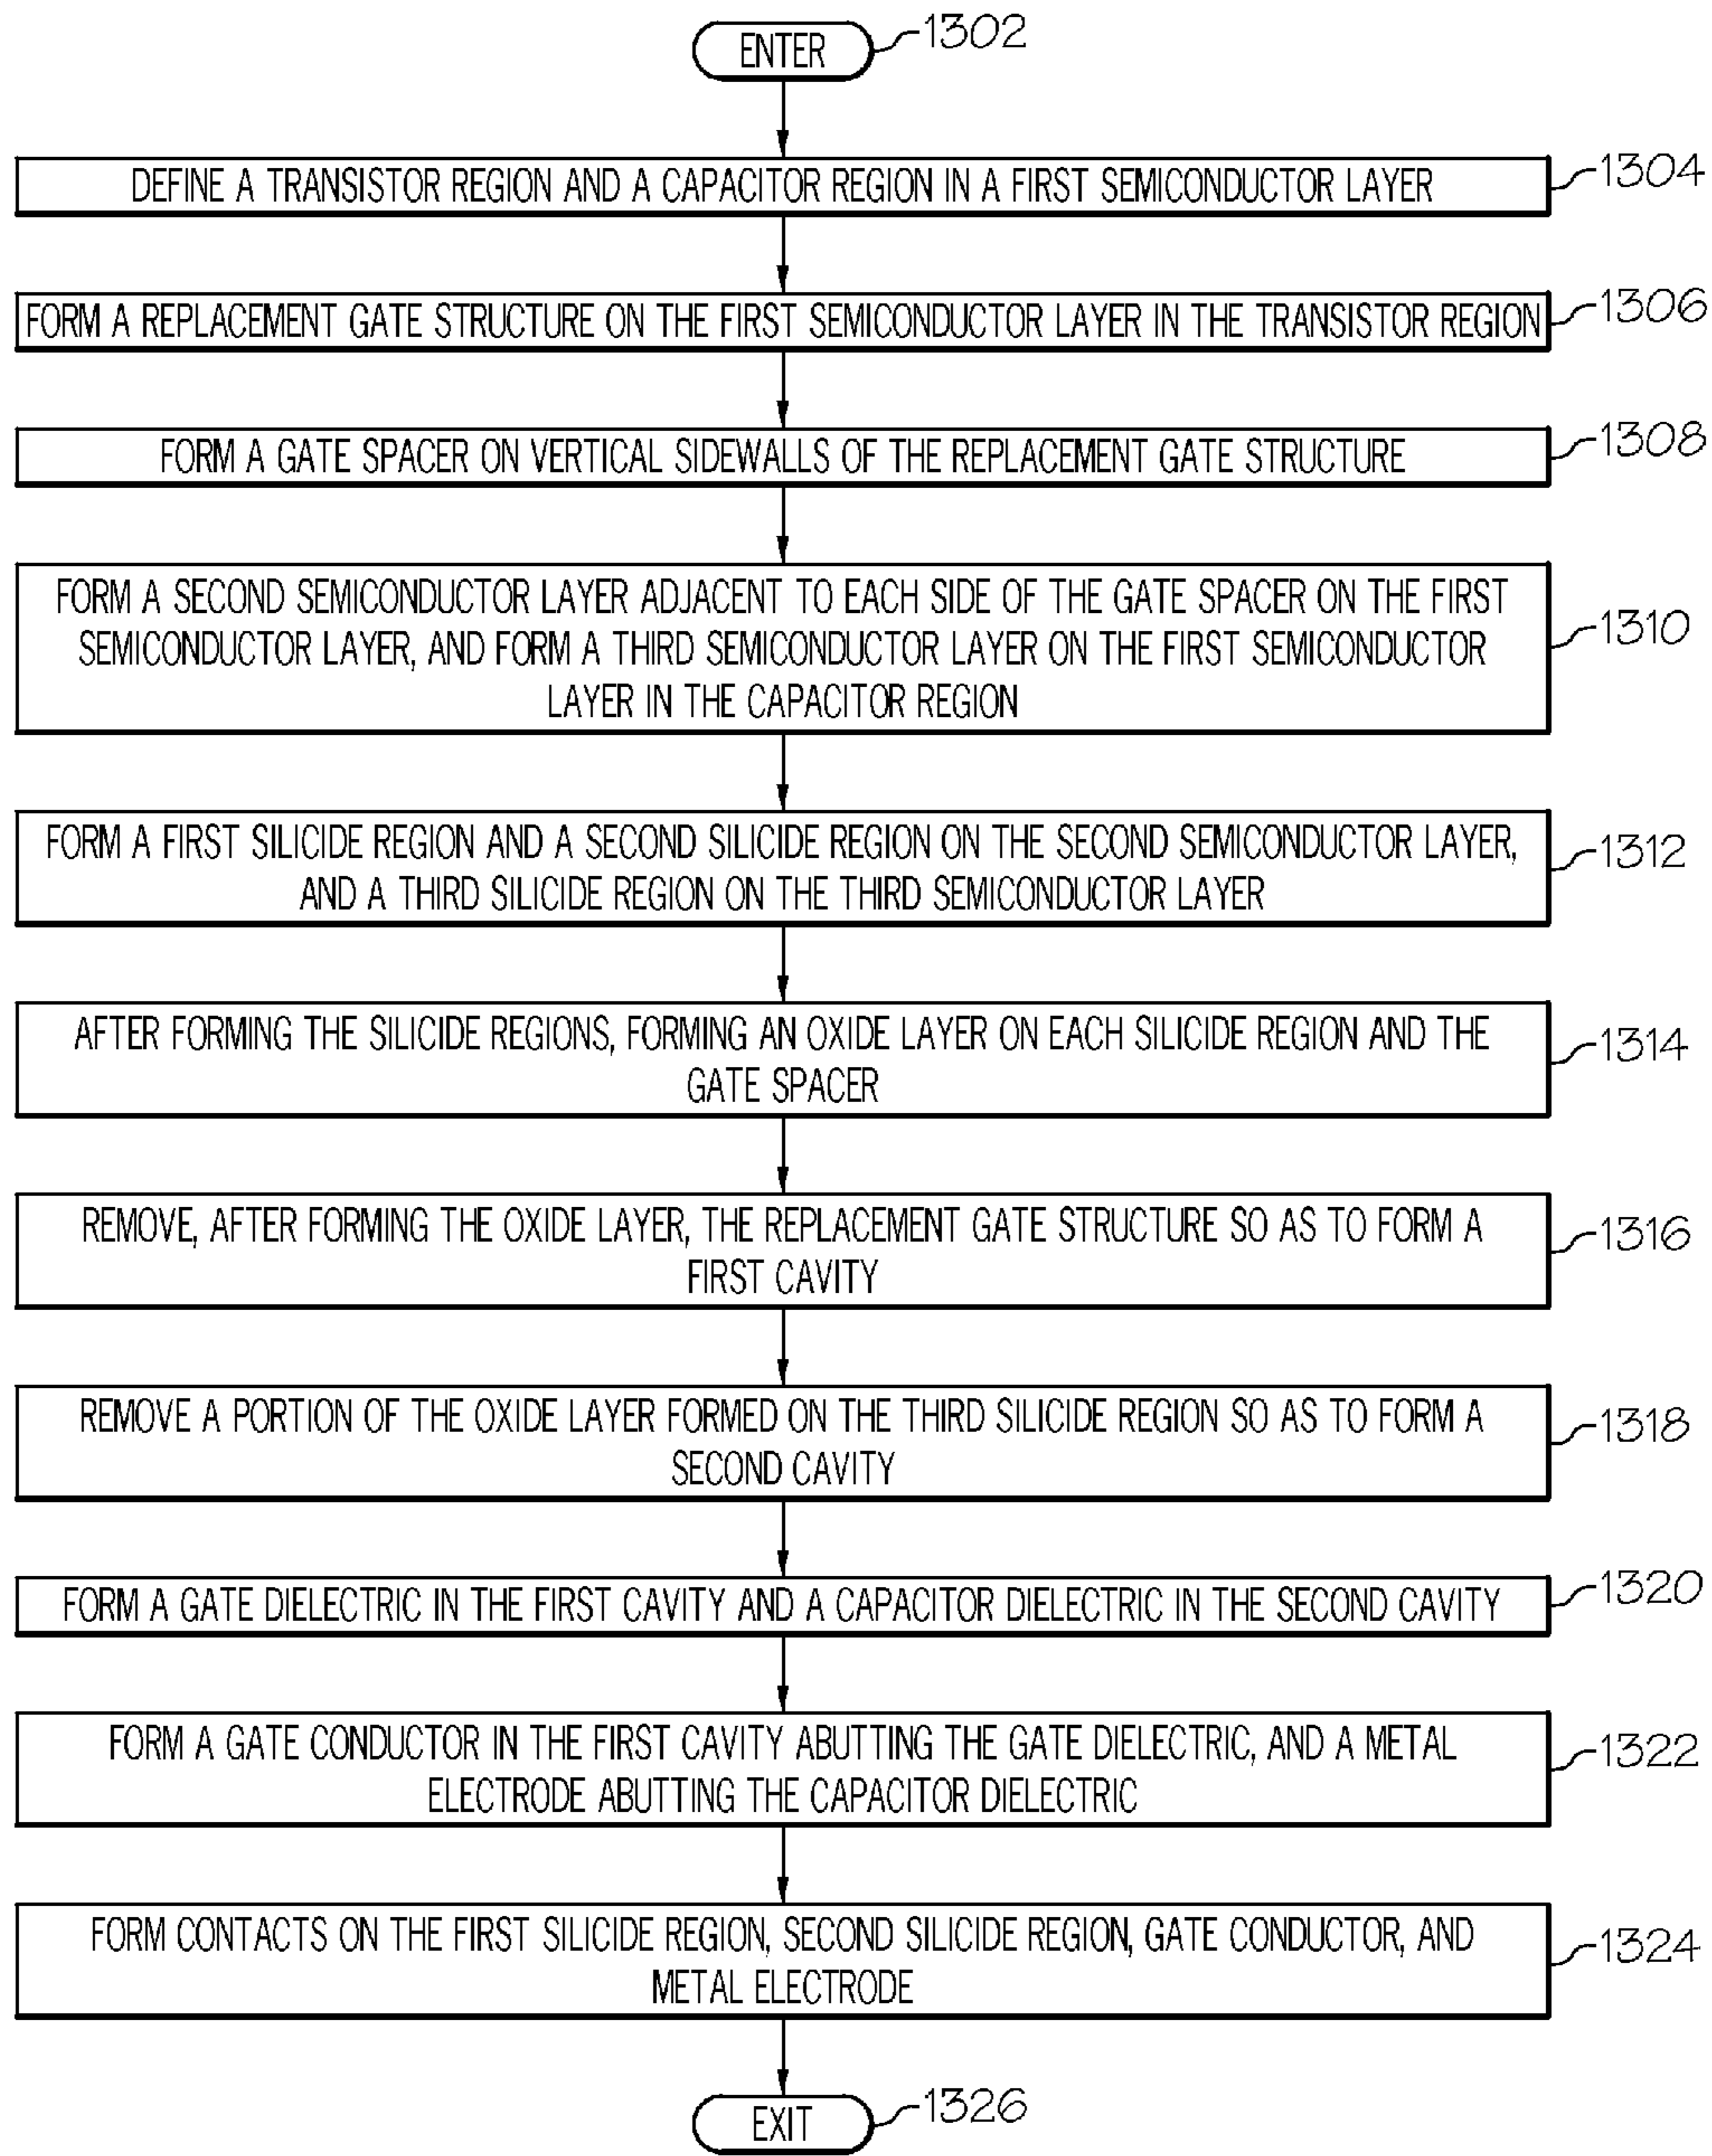 ENTER
1302
DEFINE A TRANSISTOR REGION AND A CAPACITOR REGION IN A FIRST SEMICONDUCTOR LAYER
1304
FORM A REPLACEMENT GATE STRUCTURE ON THE FIRST SEMICONDUCTOR LAYER IN THE TRANSISTOR REGION
1306
FORM A GATE SPACER ON VERTICAL SIDEWALLS OF THE REPLACEMENT GATE STRUCTURE
1308
FORM A SECOND SEMICONDUCTOR LAYER ADJACENT TO EACH SIDE OF THE GATE SPACER ON THE FIRST
SEMICONDUCTOR LAYER, AND FORM A THIRD SEMICONDUCTOR LAYER ON THE FIRST SEMICONDUCTOR
LAYER IN THE CAPACITOR REGION
1310
FORM A FIRST SILICIDE REGION AND A SECOND SILICIDE REGION ON THE SECOND SEMICONDUCTOR LAYER,
AND A THIRD SILICIDE REGION ON THE THIRD SEMICONDUCTOR LAYER
1312
AFTER FORMING THE SILICIDE REGIONS, FORMING AN OXIDE LAYER ON EACH SILICIDE REGION AND THE
GATE SPACER
1314
REMOVE, AFTER FORMING THE OXIDE LAYER, THE REPLACEMENT GATE STRUCTURE SO AS TO FORM A
FIRST CAVITY
1316
REMOVE A PORTION OF THE OXIDE LAYER FORMED ON THE THIRD SILICIDE REGION SO AS TO FORM A
SECOND CAVITY
1318
FORM A GATE DIELECTRIC IN THE FIRST CAVITY AND A CAPACITOR DIELECTRIC IN THE SECOND CAVITY
1320
FORM A GATE CONDUCTOR IN THE FIRST CAVITY ABUTTING THE GATE DIELECTRIC, AND A METAL
ELECTRODE ABUTTING THE CAPACITOR DIELECTRIC
1322
FORM CONTACTS ON THE FIRST SILICIDE REGION, SECOND SILICIDE REGION, GATE CONDUCTOR, AND
METAL ELECTRODE
1324
EXIT
1326